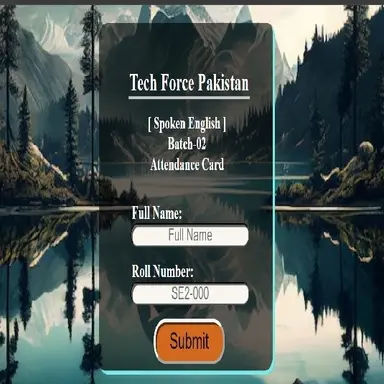 Tech Force Pakistan
[ Spoken English ]
Batch-02
Attendance Card
Full Name:
Full Name
Roll Number:
SE2-000
Submit